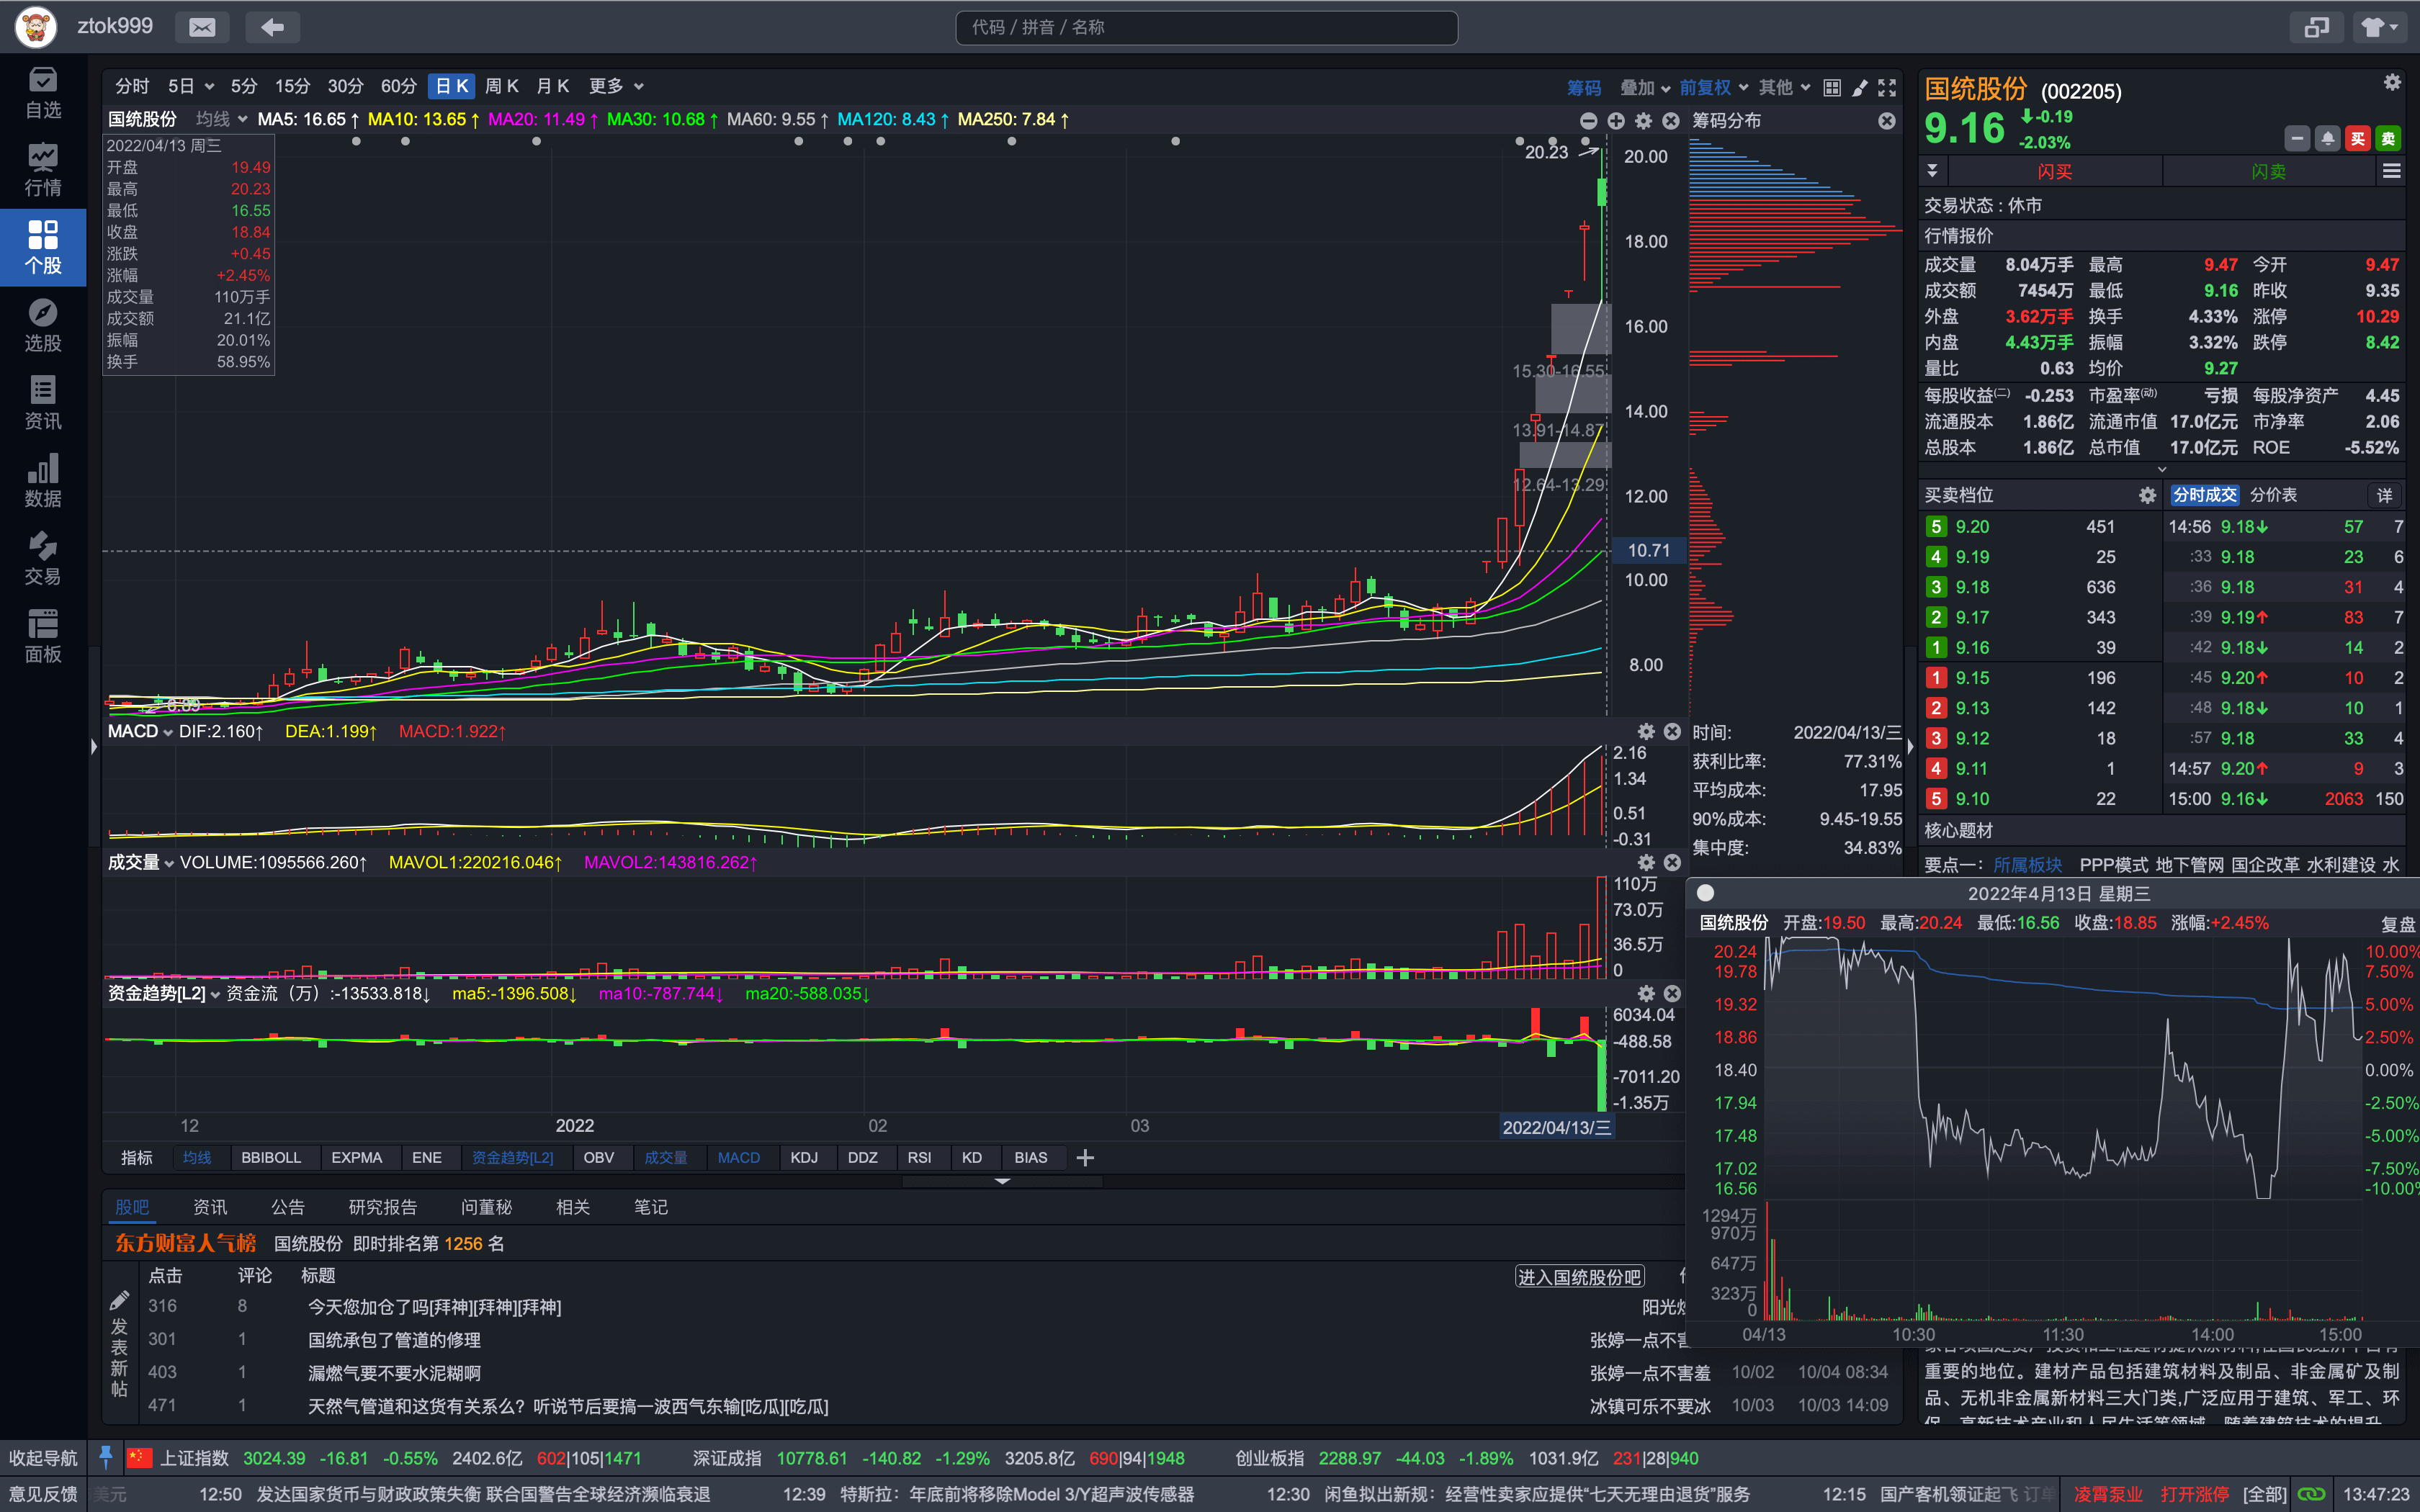 ztok999
代码 / 拼音 / 名称
自选
行情
个股
选股
资讯
数据
交易
面板
分时 5日 5分 15分 30分 60分 日K 周K 月K 更多
筹码 叠加 前复权 其他
国统股份 均线 MA5: 16.65↑ MA10: 13.65↑ MA20: 11.49↑ MA30: 10.68↑ MA60: 9.55↑ MA120: 8.43↑ MA250: 7.84↑
筹码分布
2022/04/13 周三
开盘 19.49
最高 20.23
最低 16.55
收盘 18.84
涨跌 +0.45
涨幅 +2.45%
成交量 110万手
成交额 21.1亿
振幅 20.01%
换手 58.95%
20.23
20.00
18.00
16.00
14.00
12.00
10.71
10.00
8.00
15.30-16.55
13.91-14.87
12.64-13.29
MACD DIF:2.160↑ DEA:1.199↑ MACD:1.922↑
2.16
1.34
0.51
-0.31
时间: 2022/04/13/三
获利比率: 77.31%
平均成本: 17.95
90%成本: 9.45-19.55
集中度: 34.83%
成交量 VOLUME:1095566.260↑ MAVOL1:220216.046↑ MAVOL2:143816.262↑
110万
73.0万
36.5万
0
资金趋势[L2] 资金流（万）:-13533.818↓ ma5:-1396.508↓ ma10:-787.744↓ ma20:-588.035↓
6034.04
-488.58
-7011.20
-1.35万
12 2022 02 03 2022/04/13/三
指标 均线 BBIBOLL EXPMA ENE 资金趋势[L2] OBV 成交量 MACD KDJ DDZ RSI KD BIAS
股吧 资讯 公告 研究报告 问董秘 相关 笔记
东方财富人气榜 国统股份 即时排名第 1256 名
点击 评论 标题 进入国统股份吧
316 8 今天您加仓了吗[拜神][拜神][拜神] 阳光
301 1 国统承包了管道的修理 张婷一点不害
403 1 漏燃气要不要水泥糊啊 张婷一点不害羞 10/02 10/04 08:34
471 1 天然气管道和这货有关系么？听说节后要搞一波西气东输[吃瓜][吃瓜] 冰镇可乐不要冰 10/03 10/03 14:09
发表新帖
国统股份 (002205)
9.16 -0.19
-2.03%
买 卖
闪买 闪卖
交易状态 : 休市
行情报价
成交量 8.04万手 最高 9.47 今开 9.47
成交额 7454万 最低 9.16 昨收 9.35
外盘 3.62万手 换手 4.33% 涨停 10.29
内盘 4.43万手 振幅 3.32% 跌停 8.42
量比 0.63 均价 9.27
每股收益(二) -0.253 市盈率(动) 亏损 每股净资产 4.45
流通股本 1.86亿 流通市值 17.0亿元 市净率 2.06
总股本 1.86亿 总市值 17.0亿元 ROE -5.52%
买卖档位 分时成交 分价表 详
5 9.20 451 14:56 9.18↓ 57 7
4 9.19 25 :33 9.18 23 6
3 9.18 636 :36 9.18 31 4
2 9.17 343 :39 9.19↑ 83 7
1 9.16 39 :42 9.18↓ 14 2
1 9.15 196 :45 9.20↑ 10 2
2 9.13 142 :48 9.18↓ 10 1
3 9.12 18 :57 9.18 33 4
4 9.11 1 14:57 9.20↑ 9 3
5 9.10 22 15:00 9.16↓ 2063 150
核心题材
要点一： 所属板块 PPP模式 地下管网 国企改革 水利建设 水
2022年4月13日 星期三
国统股份 开盘:19.50 最高:20.24 最低:16.56 收盘:18.85 涨幅:+2.45% 复盘
20.24 10.00%
19.78 7.50%
19.32 5.00%
18.86 2.50%
18.40 0.00%
17.94 -2.50%
17.48 -5.00%
17.02 -7.50%
16.56 -10.00%
1294万
970万
647万
323万
0
04/13 10:30 11:30 14:00 15:00
重要的地位。建材产品包括建筑材料及制品、非金属矿及制
品、无机非金属新材料三大门类,广泛应用于建筑、军工、环
收起导航 上证指数 3024.39 -16.81 -0.55% 2402.6亿 602|105|1471 深证成指 10778.61 -140.82 -1.29% 3205.8亿 690|94|1948 创业板指 2288.97 -44.03 -1.89% 1031.9亿 231|28|940
意见反馈 美元 12:50 发达国家货币与财政政策失衡 联合国警告全球经济濒临衰退 12:39 特斯拉：年底前将移除Model 3/Y超声波传感器 12:30 闲鱼拟出新规：经营性卖家应提供“七天无理由退货”服务 12:15 国产客机领证起飞 订单 凌霄泵业 打开涨停 [全部] 13:47:23